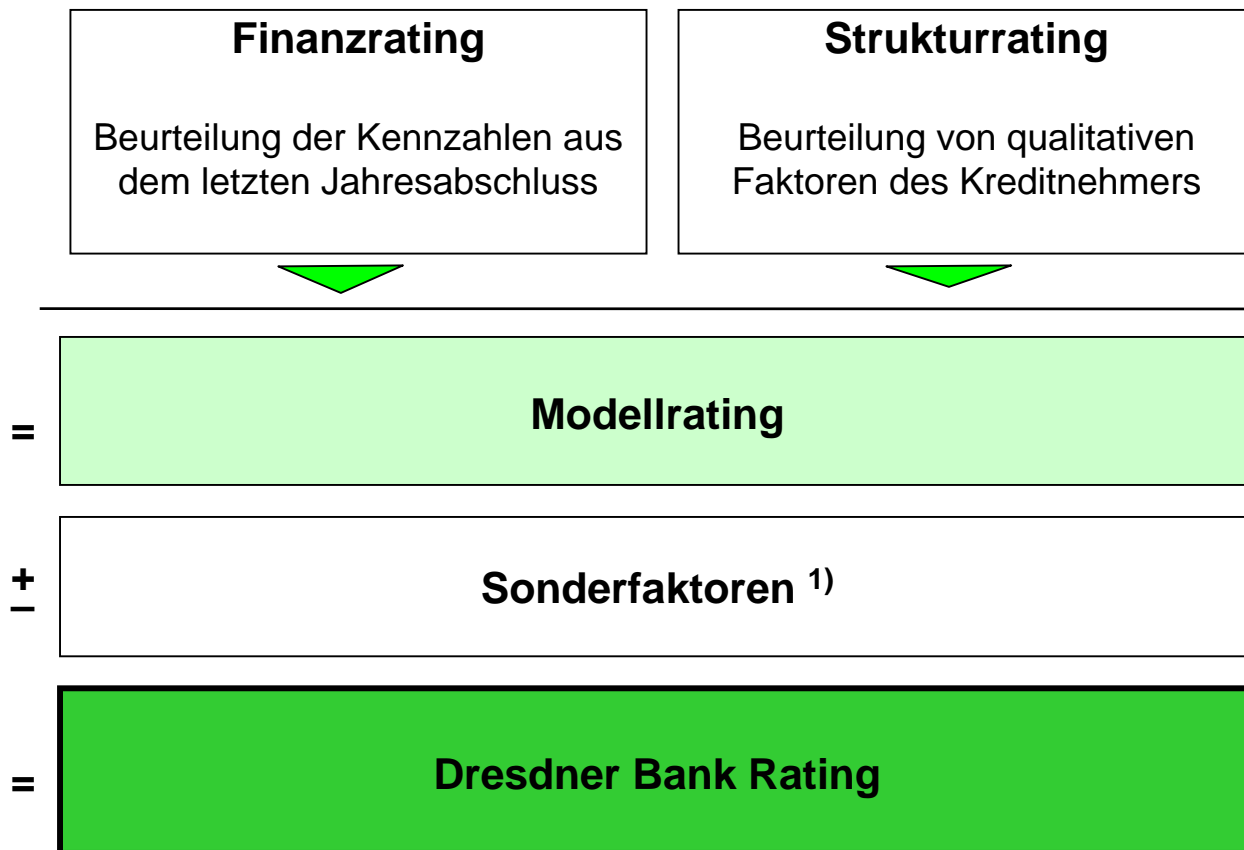 Finanzrating
Beurteilung der Kennzahlen aus
dem letzten Jahresabschluss
Strukturrating
Beurteilung von qualitativen
Faktoren des Kreditnehmers
= Modellrating
± Sonderfaktoren 1)
= Dresdner Bank Rating